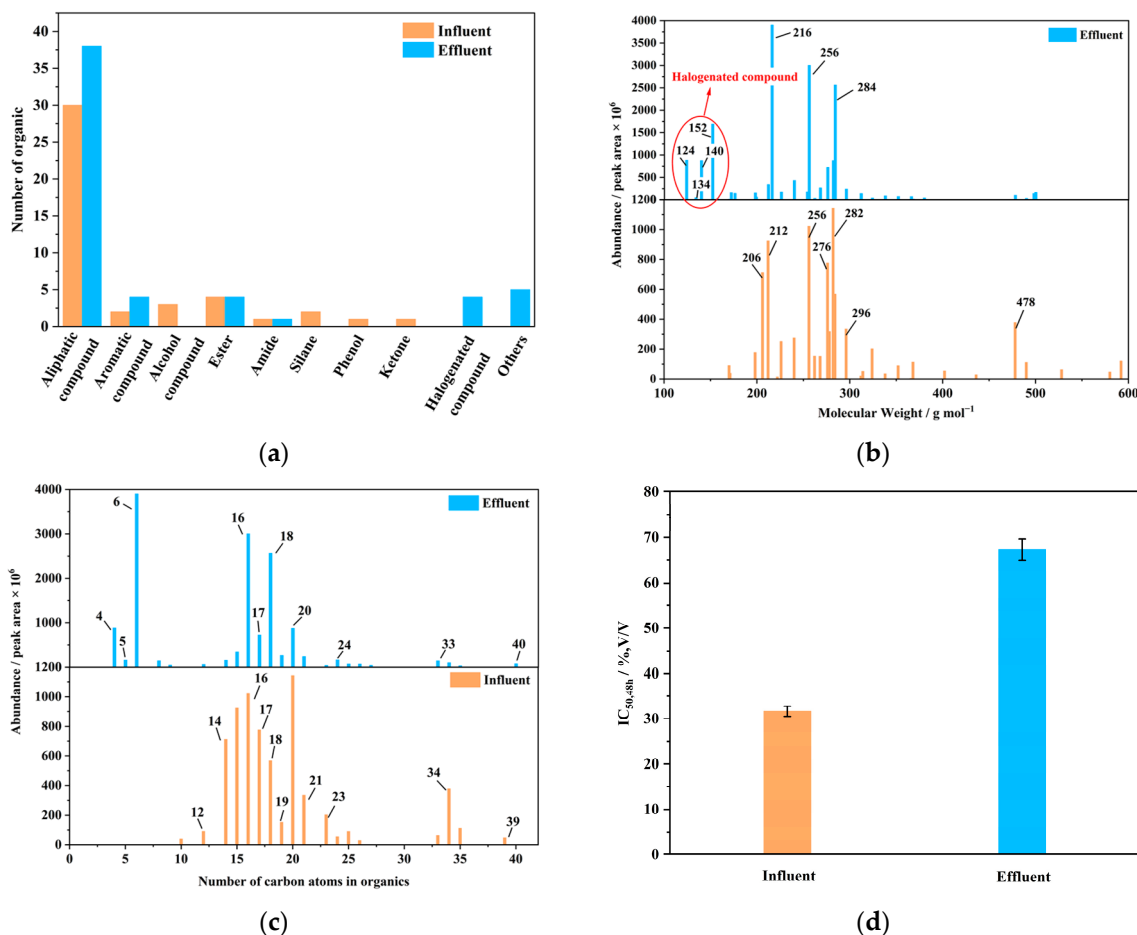 Number of organic
40
35
30
25
20
15
10
5
0
Influent
Effluent
Aliphatic
compound
Aromatic
compound
Alcohol
compound
Ester
Amide
Silane
Phenol
Ketone
Halogenated
compound
Others
(a)
Abundance / peak area × 10⁶
4000
3500
3000
2500
2000
1500
1000
500
1200
1000
800
600
400
200
0
Effluent
Halogenated compound
216
256
284
152
124
140
134
206
212
256
276
282
296
478
100
200
300
400
500
600
Molecular Weight / g mol⁻¹
(b)
Abundance / peak area × 10⁶
4000
3000
2000
1000
1200
1000
800
600
400
200
0
Effluent
6
16
18
4
5
17
20
24
33
40
Influent
16
14
17
18
12
19
21
23
34
39
0
5
10
15
20
25
30
35
40
Number of carbon atoms in organics
(c)
IC₅₀,₄₈ₕ / %,V/V
80
70
60
50
40
30
20
10
0
Influent
Effluent
(d)